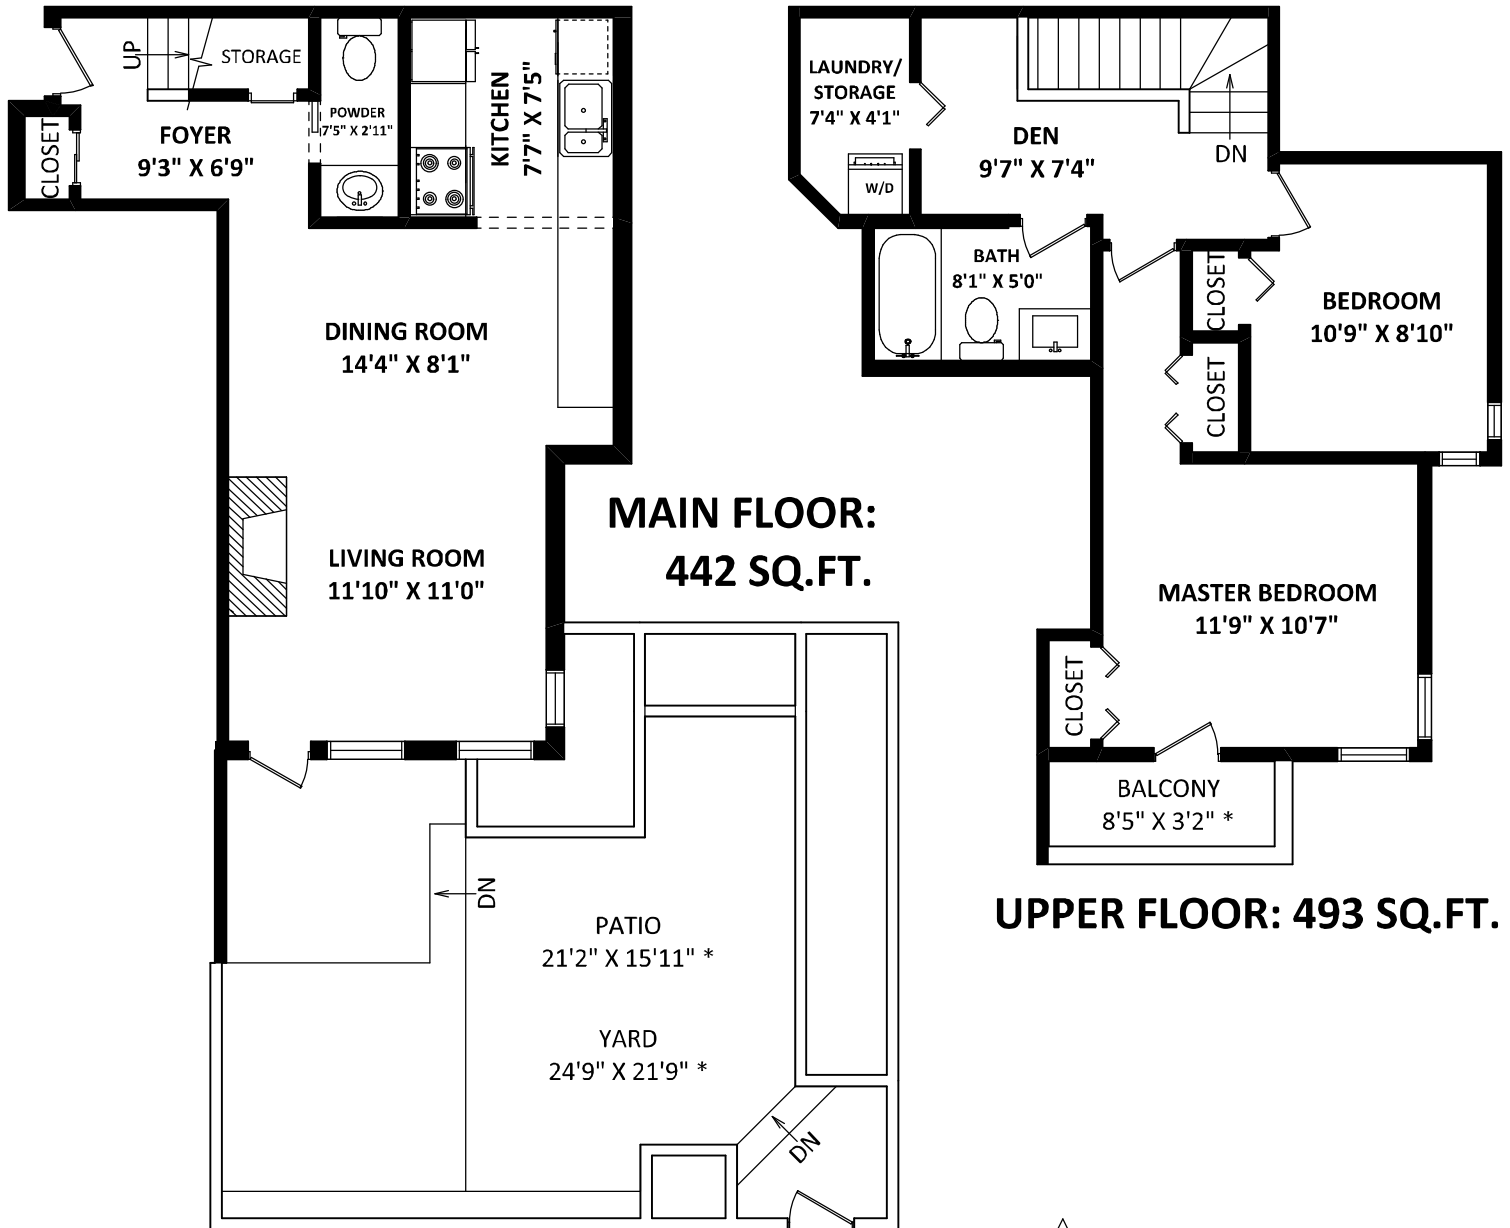 UP
STORAGE
POWDER
7'5" X 2'11"
KITCHEN
7'7" X 7'5"
FOYER
9'3" X 6'9"
CLOSET
DINING ROOM
14'4" X 8'1"
LIVING ROOM
11'10" X 11'0"
MAIN FLOOR:
442 SQ.FT.
DN
PATIO
21'2" X 15'11" *
YARD
24'9" X 21'9" *
DN
LAUNDRY/
STORAGE
7'4" X 4'1"
W/D
DEN
9'7" X 7'4"
DN
BATH
8'1" X 5'0"
CLOSET
BEDROOM
10'9" X 8'10"
CLOSET
MASTER BEDROOM
11'9" X 10'7"
CLOSET
BALCONY
8'5" X 3'2" *
UPPER FLOOR: 493 SQ.FT.